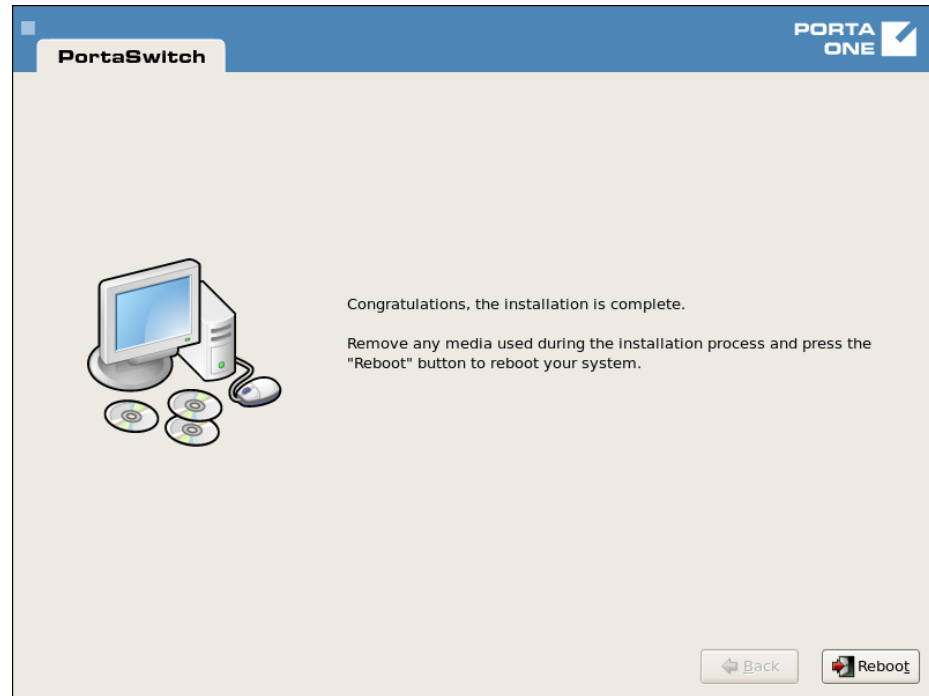 PORTA
ONE
PortaSwitch
Congratulations, the installation is complete.
Remove any media used during the installation process and press the
"Reboot" button to reboot your system.
Back
Reboot